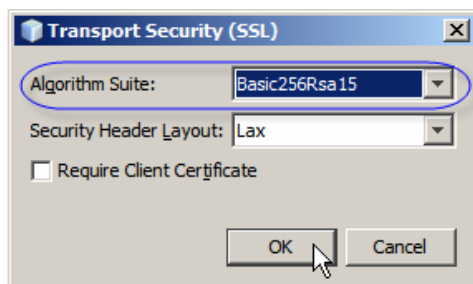 Transport Security (SSL)
Algorithm Suite: Basic256Rsa15
Security Header Layout: Lax
Require Client Certificate
OK Cancel